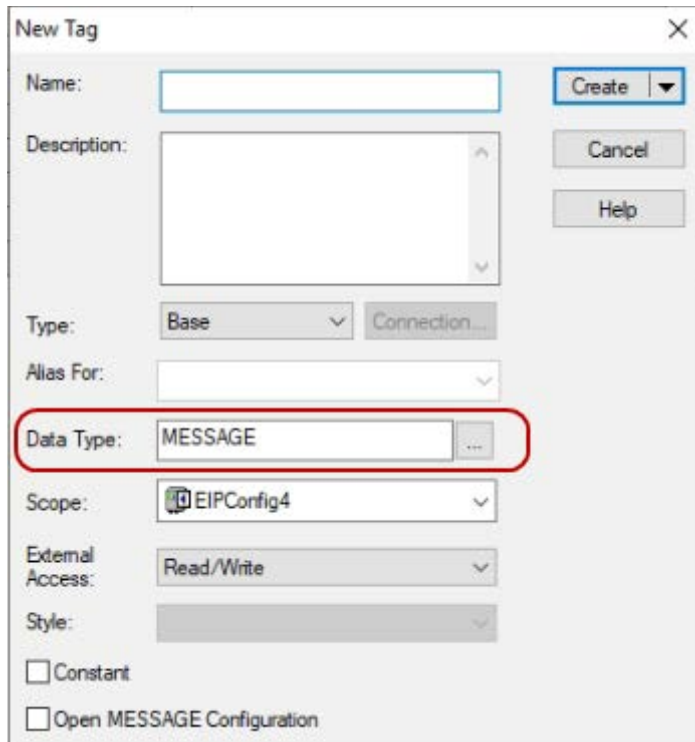 New Tag
Name:
Create
Description:
Cancel
Help
Type:
Base
Connection...
Alias For:
Data Type:
MESSAGE
...
Scope:
EIPConfig4
External
Access:
Read/Write
Style:
Constant
Open MESSAGE Configuration